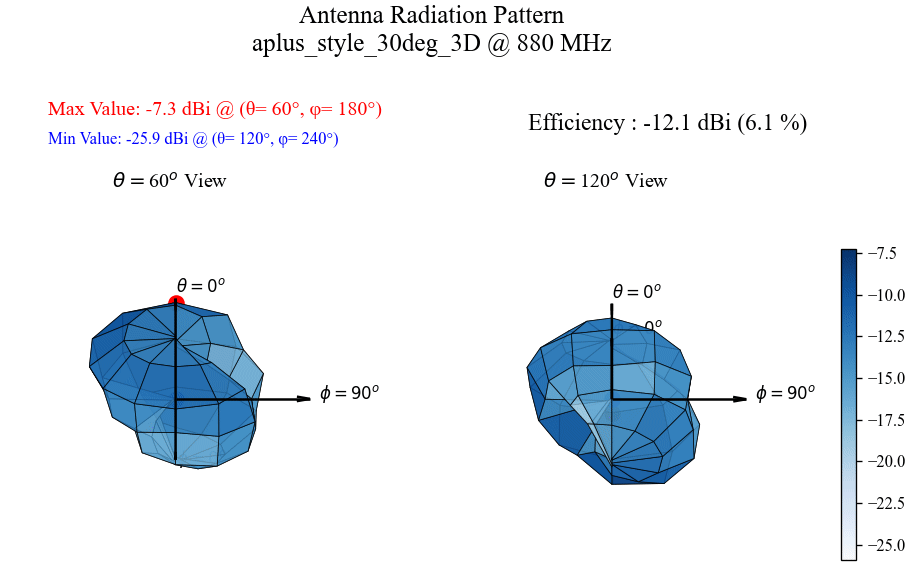 Antenna Radiation Pattern
aplus_style_30deg_3D @ 880 MHz
Max Value: -7.3 dBi @ (θ= 60°, φ= 180°)
Min Value: -25.9 dBi @ (θ= 120°, φ= 240°)
Efficiency : -12.1 dBi (6.1 %)
θ = 60° View
θ = 120° View
θ = 0°
ϕ = 90°
θ = 0°
0°
ϕ = 90°
−7.5
−10.0
−12.5
−15.0
−17.5
−20.0
−22.5
−25.0